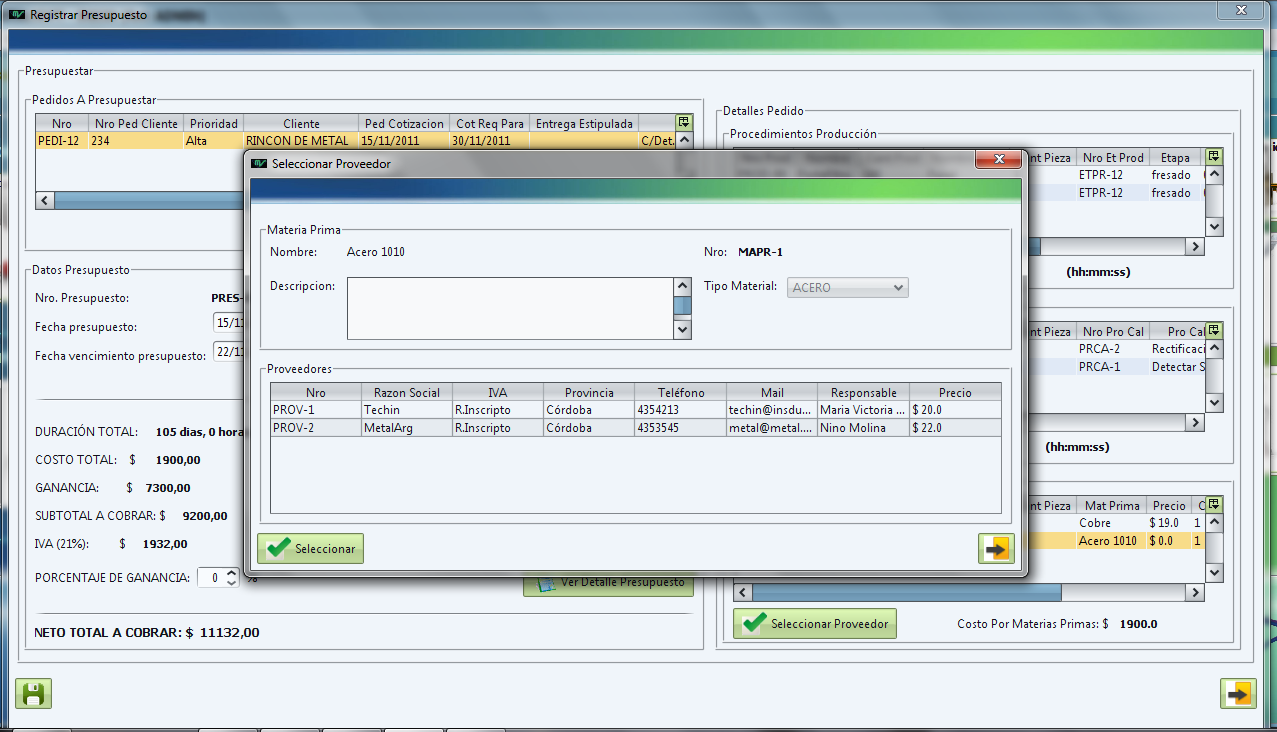 Registrar Presupuesto
Presupuestar
Pedidos A Presupuestar
Nro Nro Ped Cliente Prioridad Cliente Ped Cotizacion Cot Req Para Entrega Estipulada
PEDI-12 234 Alta RINCON DE METAL 15/11/2011 30/11/2011 C/Det.
Detalles Pedido
Procedimientos Producción
nt Pieza Nro Et Prod Etapa
ETPR-12 fresado
ETPR-12 fresado
(hh:mm:ss)
Seleccionar Proveedor
Materia Prima
Nombre: Acero 1010 Nro: MAPR-1
Descripcion: Tipo Material: ACERO
Proveedores
Nro Razon Social IVA Provincia Teléfono Mail Responsable Precio
PROV-1 Techin R.Inscripto Córdoba 4354213 techin@insdu... Maria Victoria ... $ 20.0
PROV-2 MetalArg R.Inscripto Córdoba 4353545 metal@metal.... Nino Molina $ 22.0
Seleccionar
Datos Presupuesto
Nro. Presupuesto: PRES-
Fecha presupuesto: 15/11
Fecha vencimiento presupuesto: 22/11
DURACIÓN TOTAL: 105 dias, 0 hora
COSTO TOTAL: $ 1900,00
GANANCIA: $ 7300,00
SUBTOTAL A COBRAR: $ 9200,00
IVA (21%): $ 1932,00
PORCENTAJE DE GANANCIA: 0 %
Ver Detalle Presupuesto
NETO TOTAL A COBRAR: $ 11132,00
nt Pieza Nro Pro Cal Pro Cal
PRCA-2 Rectificaci
PRCA-1 Detectar S
(hh:mm:ss)
nt Pieza Mat Prima Precio C
Cobre $ 19.0 1
Acero 1010 $ 0.0 1
Seleccionar Proveedor Costo Por Materias Primas: $ 1900.0